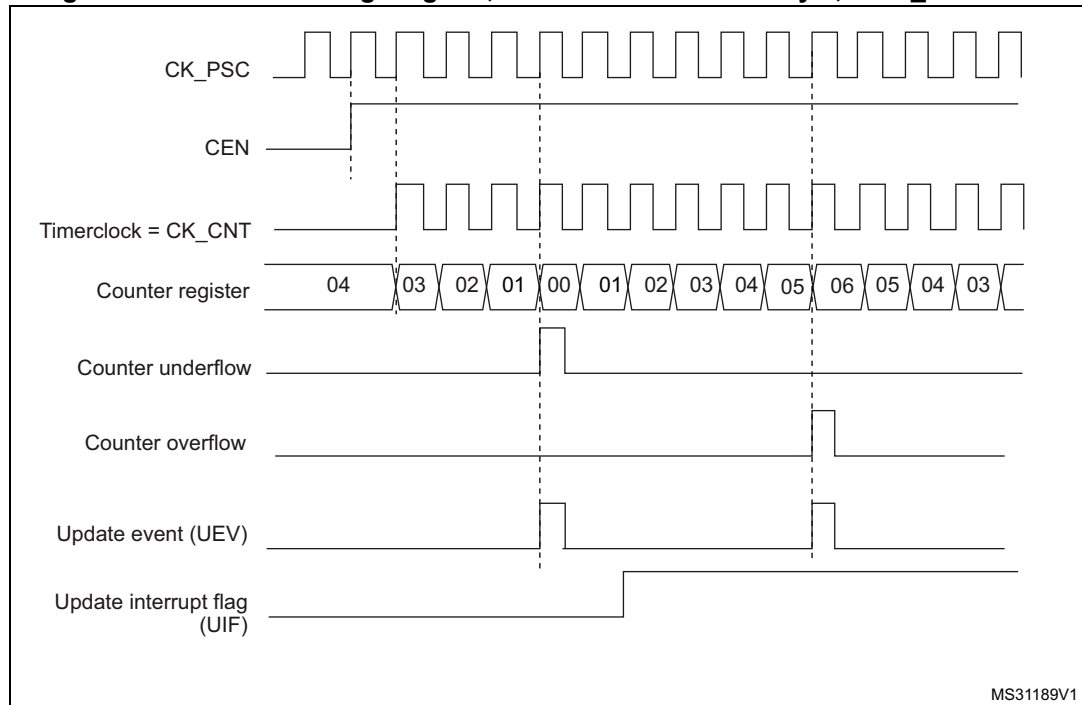 CK_PSC
CEN
Timerclock = CK_CNT
Counter register
04 03 02 01 00 01 02 03 04 05 06 05 04 03
Counter underflow
Counter overflow
Update event (UEV)
Update interrupt flag
(UIF)
MS31189V1